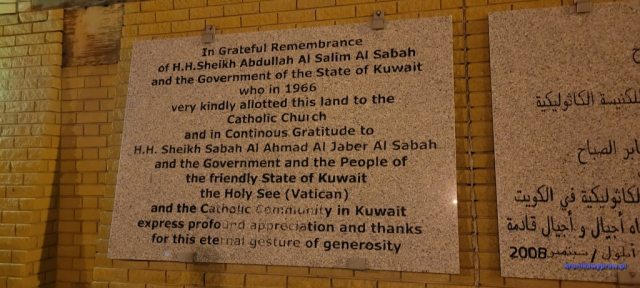 In Grateful Remembrance
of H.H.Sheikh Abdullah Al Salim Al Sabah
and the Government of the State of Kuwait
who in 1966
very kindly allotted this land to the
Catholic Church
and in Continous Gratitude to
H.H. Sheikh Sabah Al Ahmad Al Jaber Al Sabah
and the Government and the People of
the friendly State of Kuwait
the Holy See (Vatican)
and the Catholic Community in Kuwait
express profound appreciation and thanks
for this eternal gesture of generosity
للكنيسة الكاثوليكية
جابر الصباح
الكاثوليكية في الكويت
أجيال و أجيال قادمة
أيلول / سبتمبر 2008